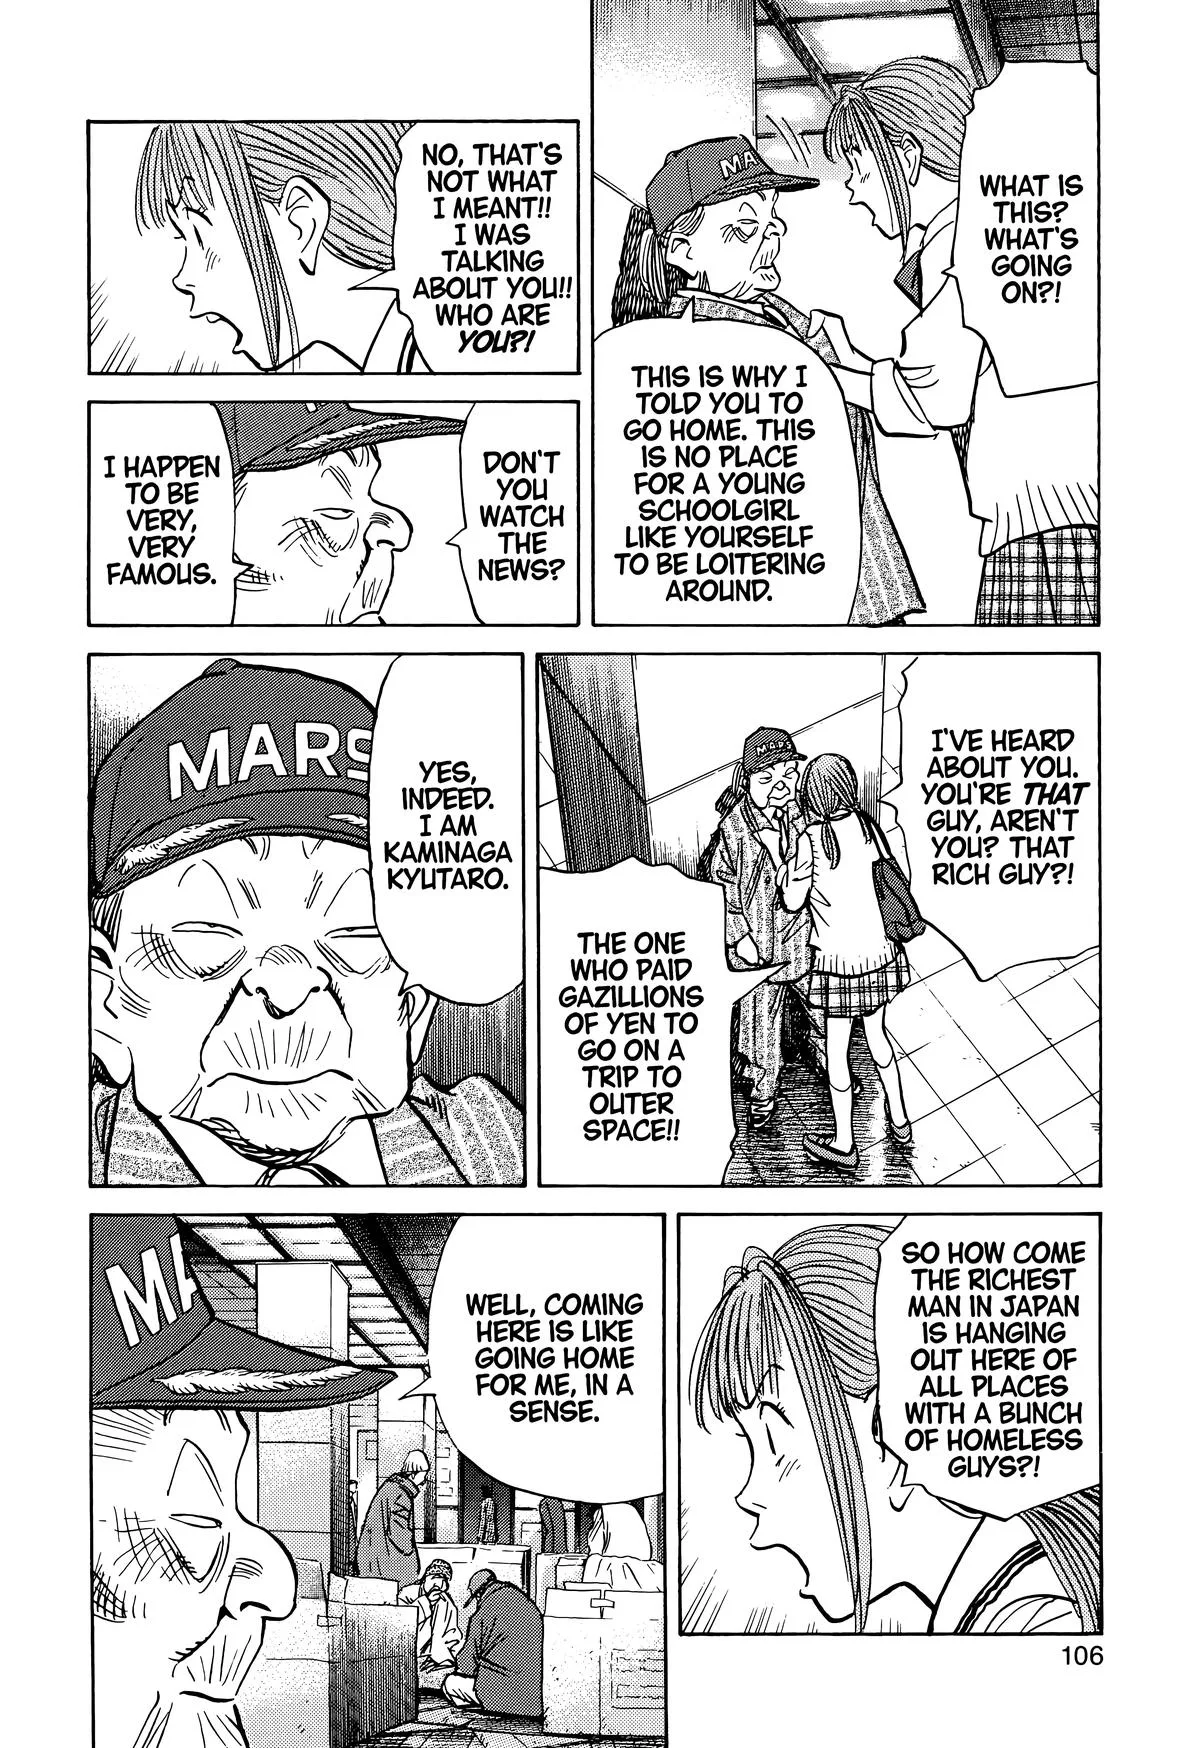 WHAT IS
THIS?
WHAT'S
GOING
ON?!
MA
THIS IS WHY I
TOLD YOU TO
GO HOME. THIS
IS NO PLACE
FOR A YOUNG
SCHOOLGIRL
LIKE YOURSELF
TO BE LOITERING
AROUND.
NO, THAT'S
NOT WHAT
I MEANT!!
I WAS
TALKING
ABOUT YOU!!
WHO ARE
YOU?!
DON'T
YOU
WATCH
THE
NEWS?
I HAPPEN
TO BE
VERY,
VERY
FAMOUS.
I'VE HEARD
ABOUT YOU.
YOU'RE THAT
GUY, AREN'T
YOU? THAT
RICH GUY?!
MARS
THE ONE
WHO PAID
GAZILLIONS
OF YEN TO
GO ON A
TRIP TO
OUTER
SPACE!!
MARS
YES,
INDEED.
I AM
KAMINAGA
KYUTARO.
SO HOW COME
THE RICHEST
MAN IN JAPAN
IS HANGING
OUT HERE OF
ALL PLACES
WITH A BUNCH
OF HOMELESS
GUYS?!
MA
WELL, COMING
HERE IS LIKE
GOING HOME
FOR ME, IN A
SENSE.
106